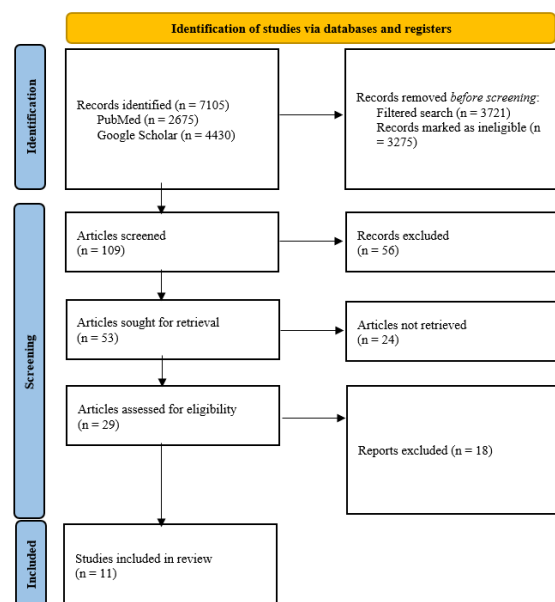 Identification of studies via databases and registers
Identification
Records identified (n = 7105)
PubMed (n = 2675)
Google Scholar (n = 4430)
Records removed before screening:
Filtered search (n = 3721)
Records marked as ineligible (n
= 3275)
Screening
Articles screened
(n = 109)
Records excluded
(n = 56)
Articles sought for retrieval
(n = 53)
Articles not retrieved
(n = 24)
Articles assessed for eligibility
(n = 29)
Reports excluded (n = 18)
Included
Studies included in review
(n = 11)